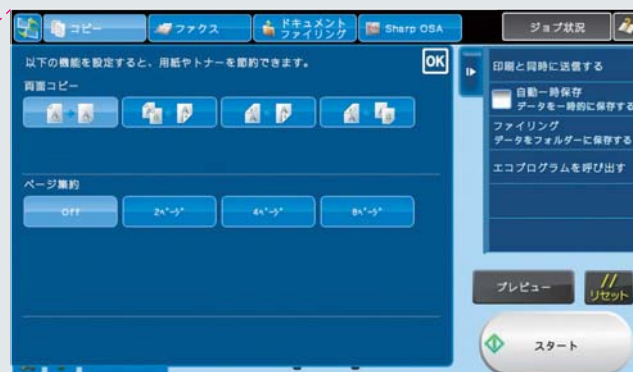 コピー
ファクス
ドキュメント
ファイリング
Sharp OSA
ジョブ状況
以下の機能を設定すると、用紙やトナーを節約できます。
OK
両面コピー
ページ集約
Off
2ﾍﾟｰｼﾞ
4ﾍﾟｰｼﾞ
8ﾍﾟｰｼﾞ
印刷と同時に送信する
自動一時保存
データを一時的に保存する
ファイリング
データをフォルダーに保存する
エコプログラムを呼び出す
プレビュー
リセット
スタート